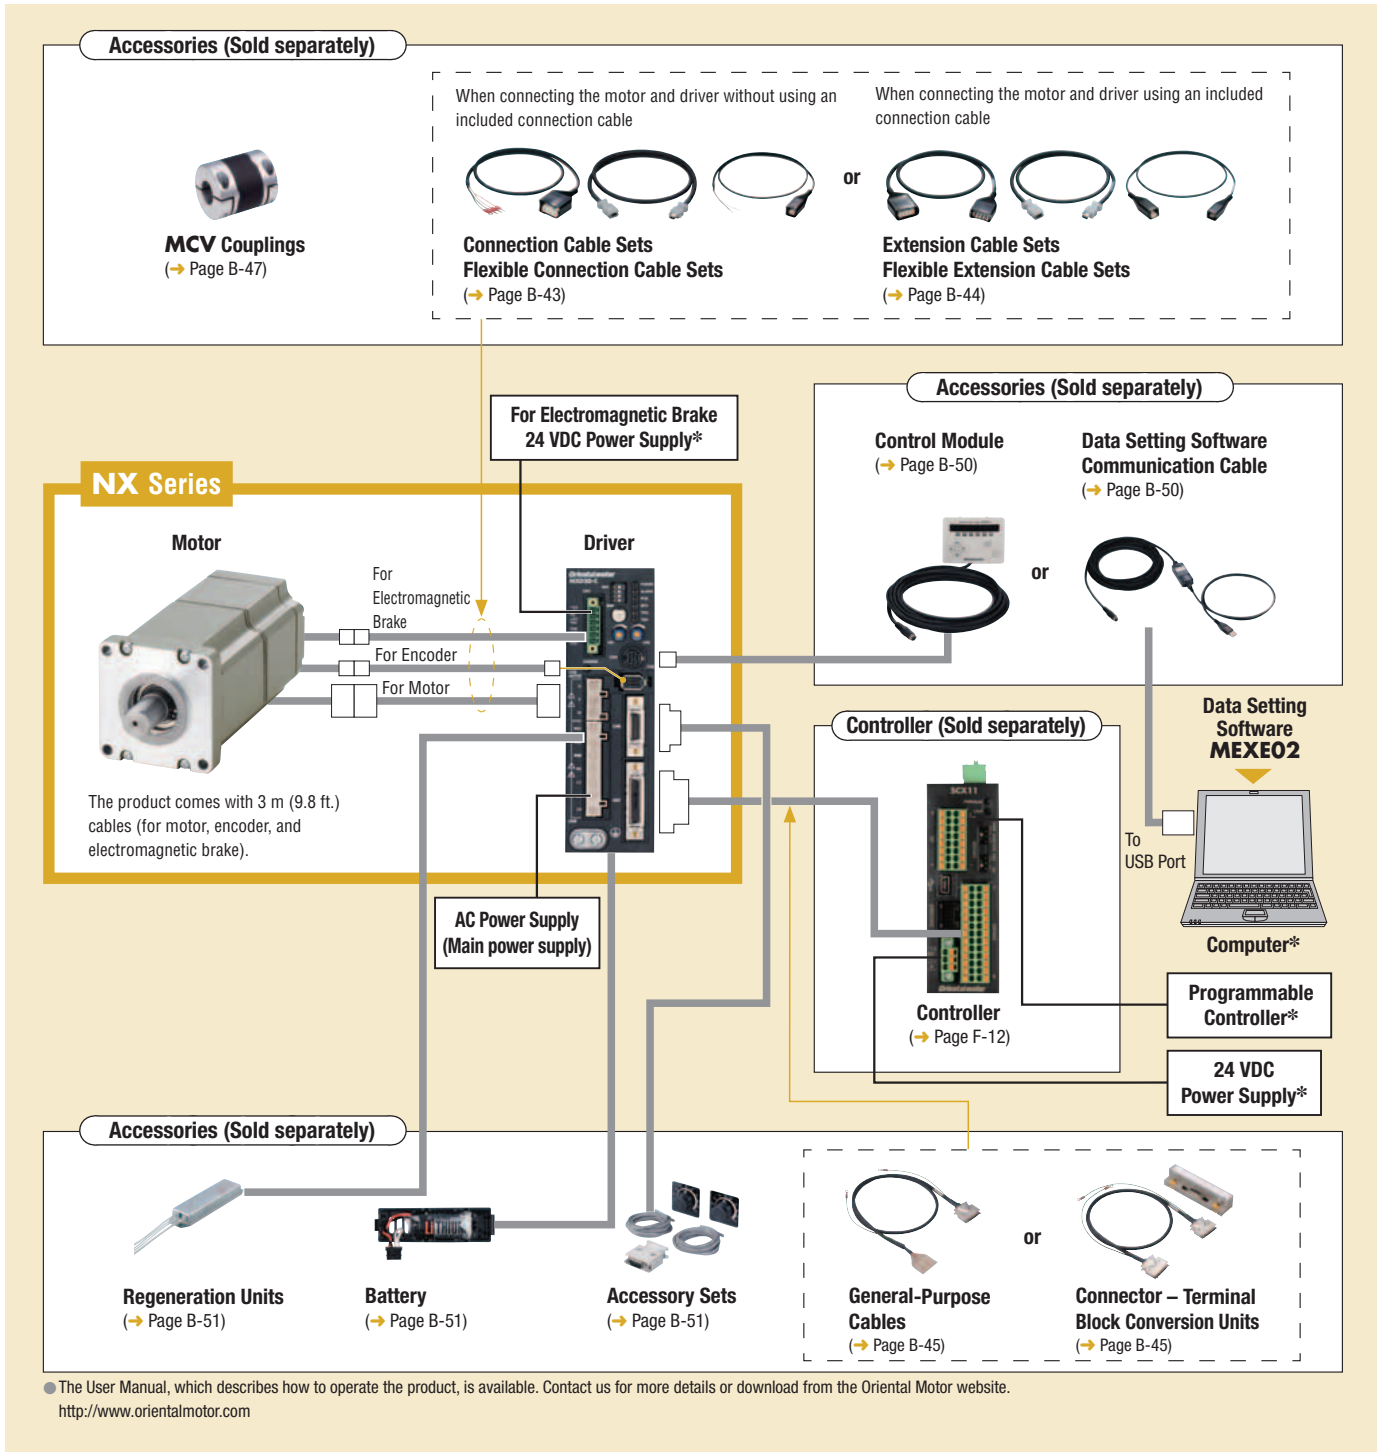 Accessories (Sold separately)
When connecting the motor and driver without using an
included connection cable
When connecting the motor and driver using an included
connection cable
or
MCV Couplings
(→ Page B-47)
Connection Cable Sets
Flexible Connection Cable Sets
(→ Page B-43)
Extension Cable Sets
Flexible Extension Cable Sets
(→ Page B-44)
For Electromagnetic Brake
24 VDC Power Supply*
Accessories (Sold separately)
Control Module
(→ Page B-50)
Data Setting Software
Communication Cable
(→ Page B-50)
or
NX Series
Motor
Driver
For
Electromagnetic
Brake
For Encoder
For Motor
The product comes with 3 m (9.8 ft.)
cables (for motor, encoder, and
electromagnetic brake).
AC Power Supply
(Main power supply)
Controller (Sold separately)
SCX11
Orientalmotor
Controller
(→ Page F-12)
Data Setting
Software
MEXE02
To
USB Port
Computer*
Programmable
Controller*
24 VDC
Power Supply*
Accessories (Sold separately)
Regeneration Units
(→ Page B-51)
Battery
(→ Page B-51)
Accessory Sets
(→ Page B-51)
General-Purpose
Cables
(→ Page B-45)
or
Connector – Terminal
Block Conversion Units
(→ Page B-45)
● The User Manual, which describes how to operate the product, is available. Contact us for more details or download from the Oriental Motor website.
http://www.orientalmotor.com